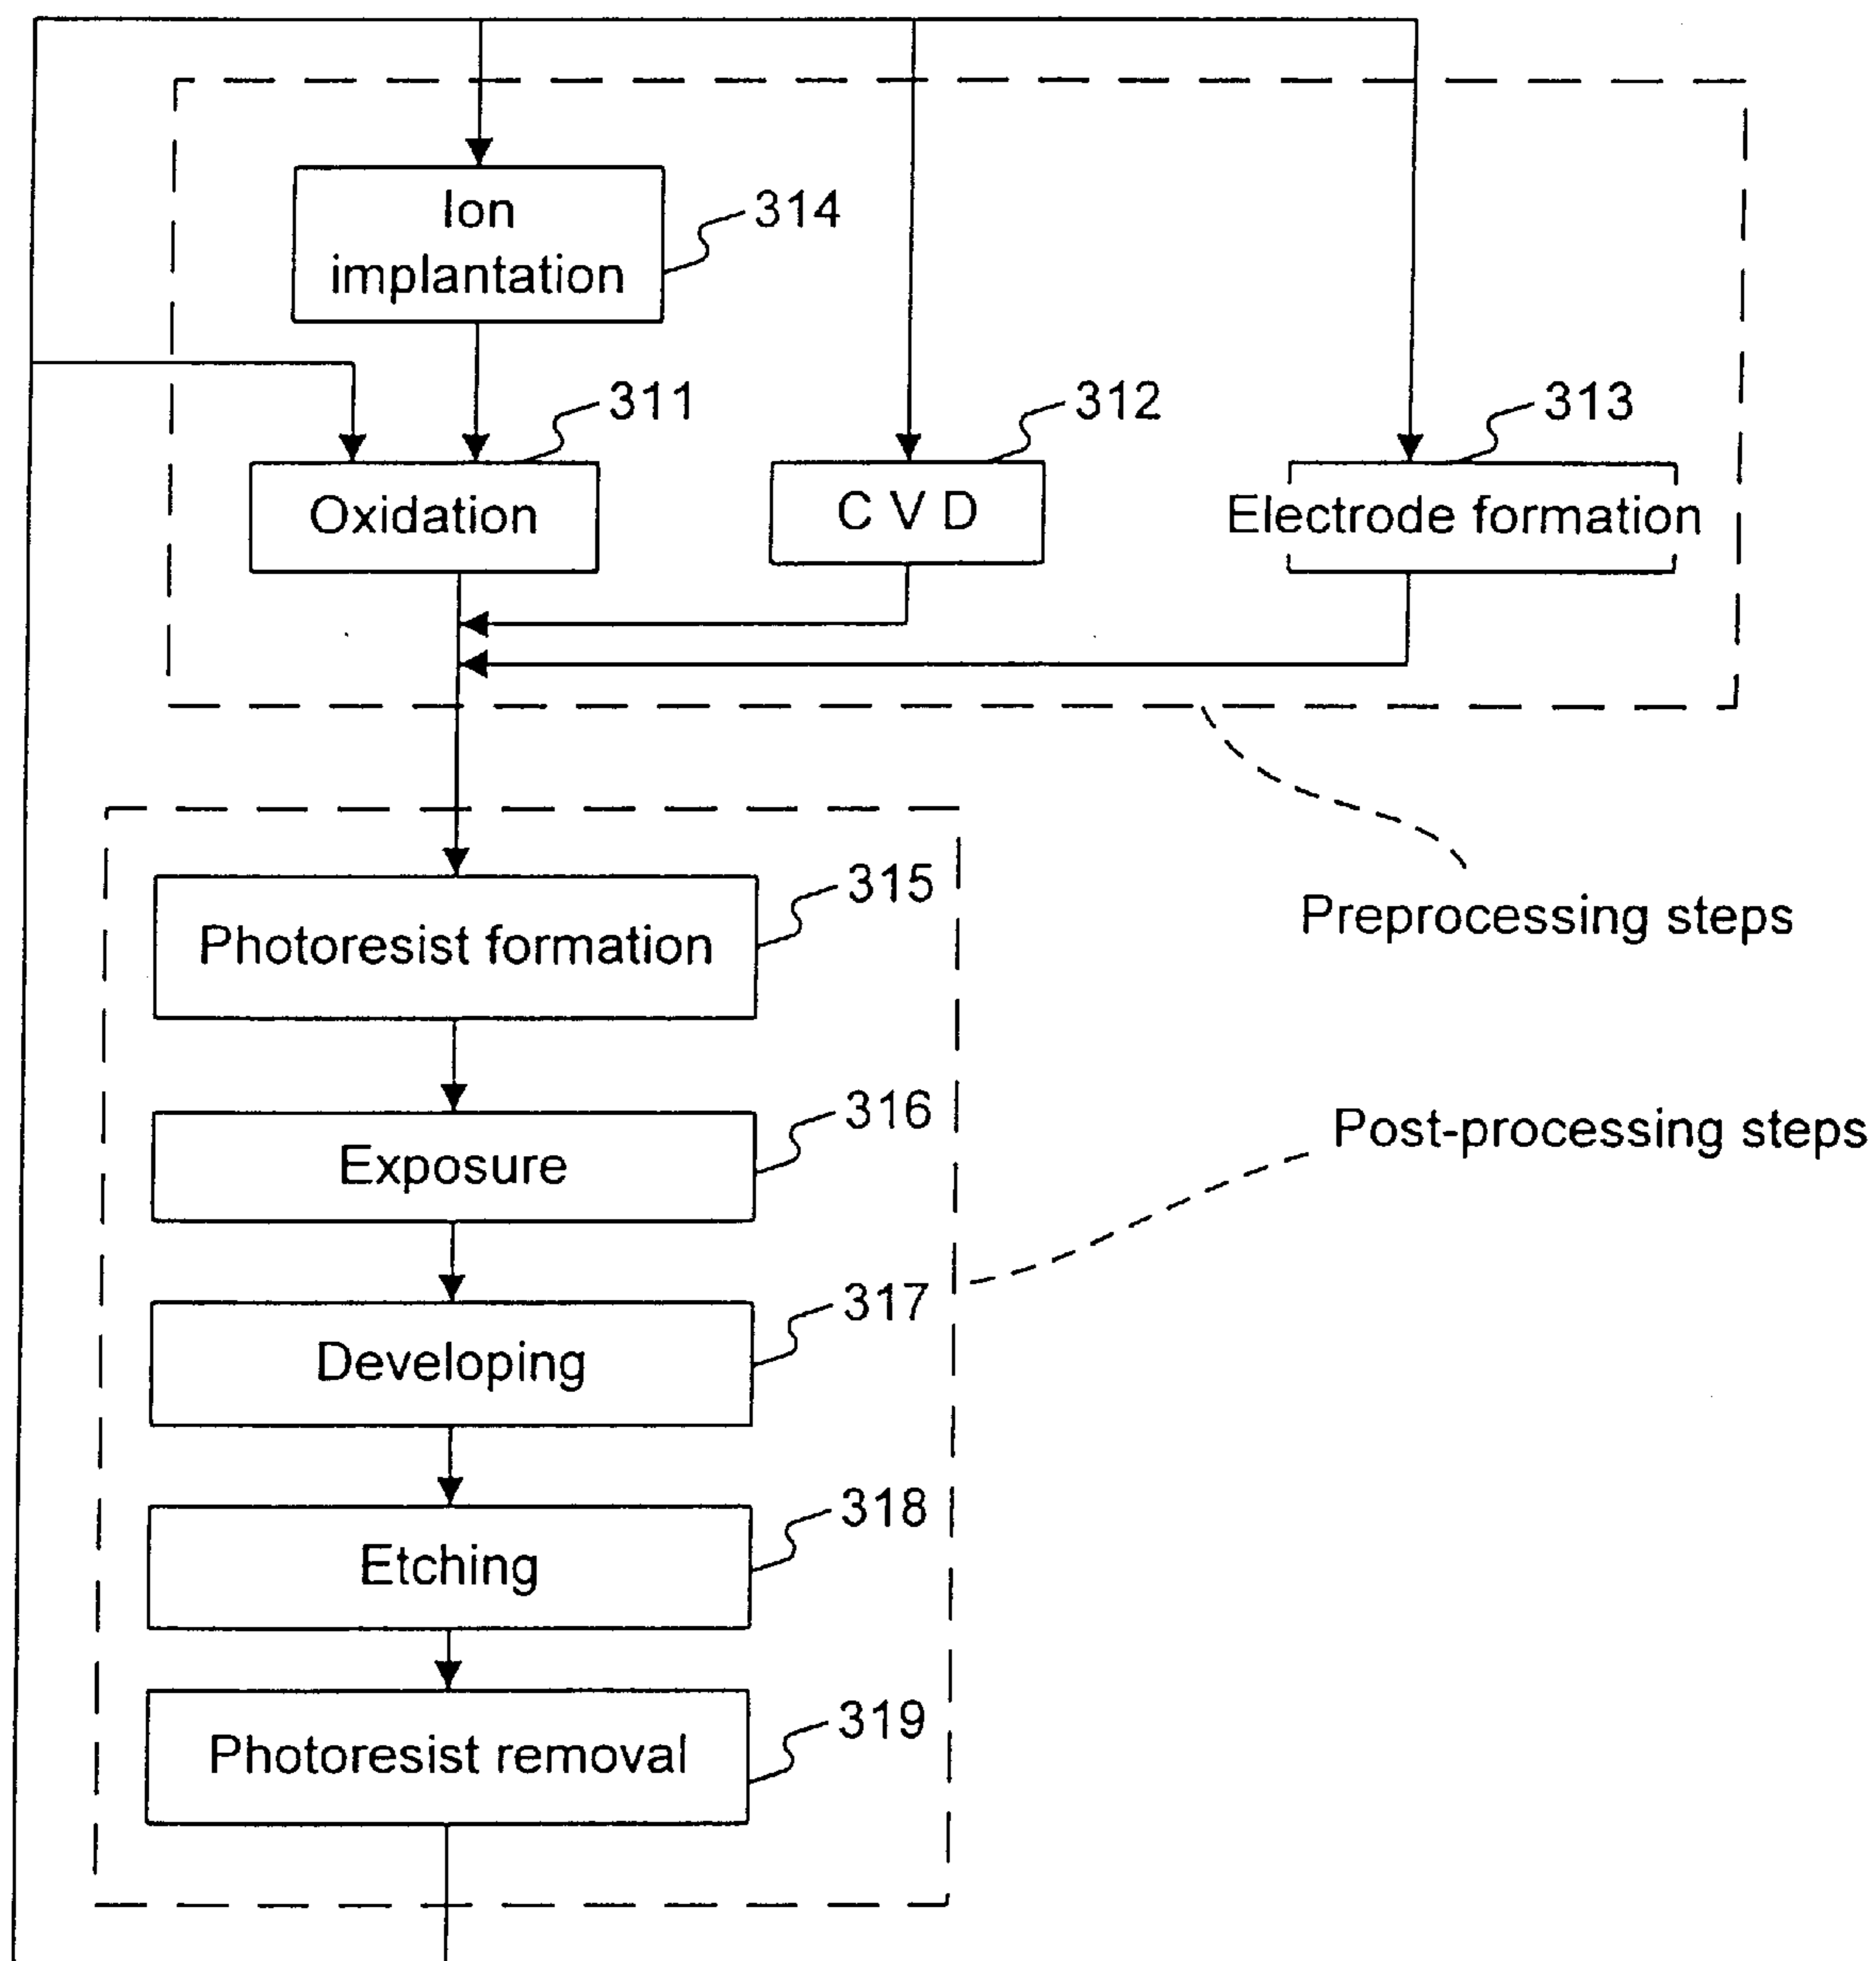 Ion
implantation
314
311
312
313
Oxidation
C V D
Electrode formation
Preprocessing steps
315
Photoresist formation
316
Exposure
Post-processing steps
317
Developing
318
Etching
319
Photoresist removal